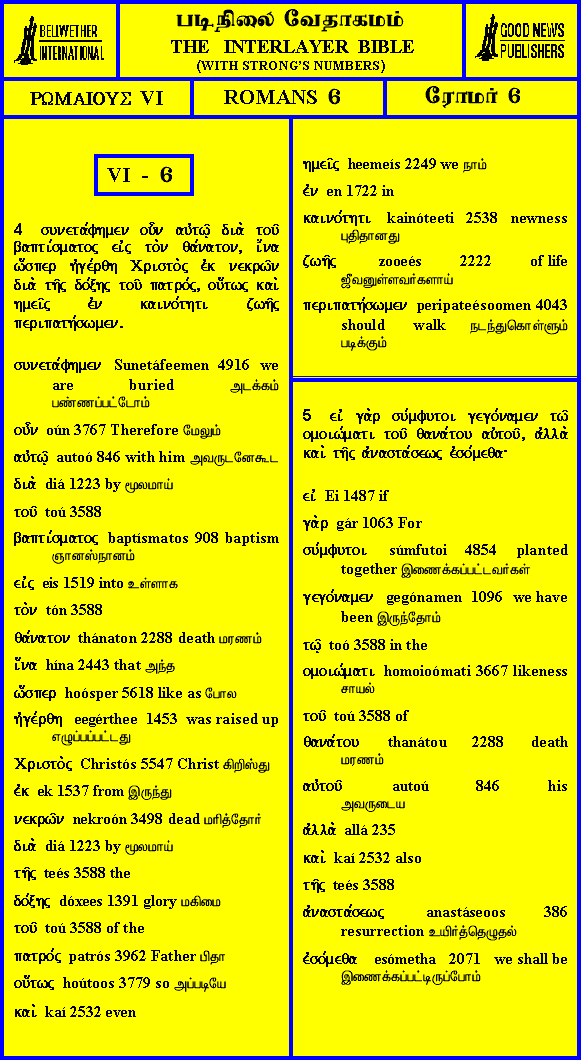 BELLWETHER
INTERNATIONAL
படிநிலை வேதாகமம்
THE INTERLAYER BIBLE
(WITH STRONG'S NUMBERS)
GOOD NEWS
PUBLISHERS
ΡΩΜΑΙΟΥΣ VI
ROMANS 6
ரோமர் 6
VI - 6
4 συνετάφημεν οὖν αὐτῷ διὰ τοῦ
βαπτίσματος εἰς τὸν θάνατον, ἵνα
ὥσπερ ἠγέρθη Χριστὸς ἐκ νεκρῶν
διὰ τῆς δόξης τοῦ πατρός, οὕτως καὶ
ημεῖς ἐν καινότητι ζωῆς
περιπατήσωμεν.
συνετάφημεν Sunetáfeemen 4916 we
are buried அடக்கம்
பண்ணப்பட்டோம்
οὖν oún 3767 Therefore மேலும்
αὐτῷ autoó 846 with him அவருடனேகூட
διὰ diá 1223 by மூலமாய்
τοῦ toú 3588
βαπτίσματος baptísmatos 908 baptism
ஞானஸ்நானம்
εἰς eis 1519 into உள்ளாக
τὸν tón 3588
θάνατον thánaton 2288 death மரணம்
ἵνα hína 2443 that அந்த
ὥσπερ hoósper 5618 like as போல
ἠγέρθη eegérthee 1453 was raised up
எழுப்பப்பட்டது
Χριστὸς Christós 5547 Christ கிறிஸ்து
ἐκ ek 1537 from இருந்து
νεκρῶν nekroón 3498 dead மரித்தோர்
διὰ diá 1223 by மூலமாய்
τῆς teés 3588 the
δόξης dóxees 1391 glory மகிமை
τοῦ toú 3588 of the
πατρός patrós 3962 Father பிதா
οὕτως hoútoos 3779 so அப்படியே
καὶ kaí 2532 even
ημεῖς heemeís 2249 we நாம்
ἐν en 1722 in
καινότητι kainóteeti 2538 newness
புதிதானது
ζωῆς zooeés 2222 of life
ஜீவனுள்ளவர்களாய்
περιπατήσωμεν peripateésoomen 4043
should walk நடந்துகொள்ளும்
படிக்கும்
5 εἰ γὰρ σύμφυτοι γεγόναμεν τῶ
ομοιώματι τοῦ θανάτου αὐτοῦ, ἀλλὰ
καὶ τῆς ἀναστάσεως ἐσόμεθα·
εἰ Ei 1487 if
γὰρ gár 1063 For
σύμφυτοι súmfutoi 4854 planted
together இணைக்கப்பட்டவர்கள்
γεγόναμεν gegónamen 1096 we have
been இருந்தோம்
τῷ toó 3588 in the
ομοιώματι homoioómati 3667 likeness
சாயல்
τοῦ toú 3588 of
θανάτου thanátou 2288 death
மரணம்
αὐτοῦ autoú 846 his
அவருடைய
ἀλλὰ allá 235
καὶ kaí 2532 also
τῆς teés 3588
ἀναστάσεως anastáseoos 386
resurrection உயிர்த்தெழுதல்
ἐσόμεθα esómetha 2071 we shall be
இணைக்கப்பட்டிருப்போம்